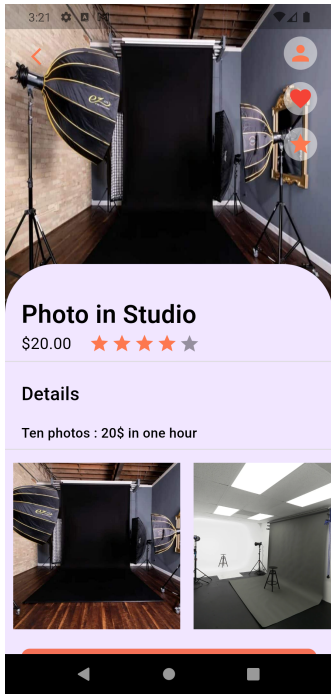 3:21
Photo in Studio
$20.00
Details
Ten photos : 20$ in one hour